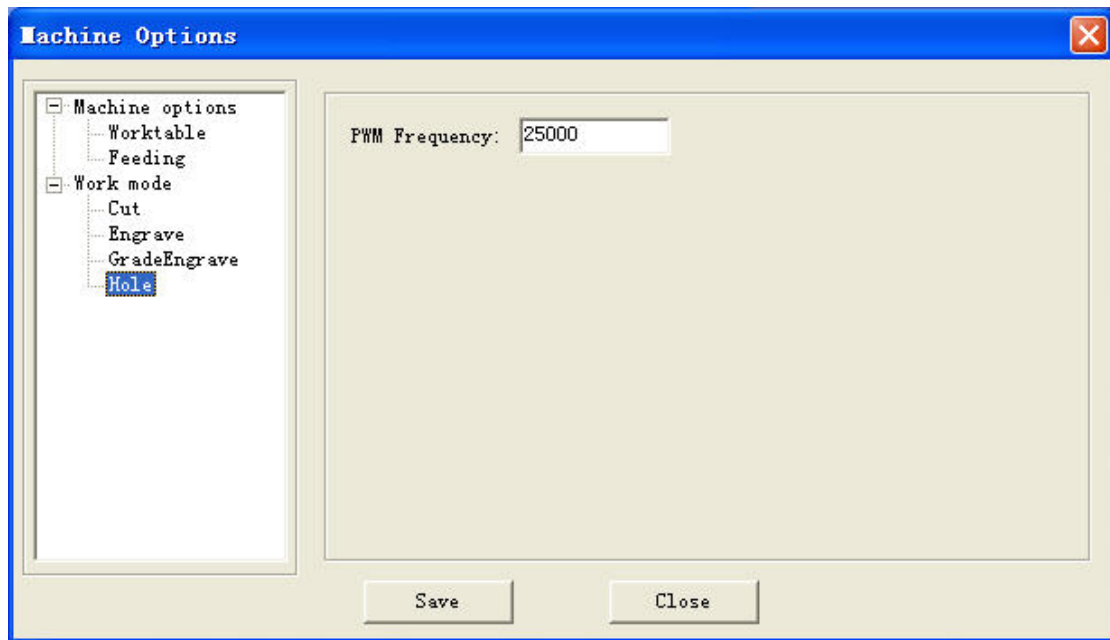 Machine Options
Machine options
Worktable
Feeding
Work mode
Cut
Engrave
GradeEngrave
Hole
PWM Frequency: 25000
Save Close